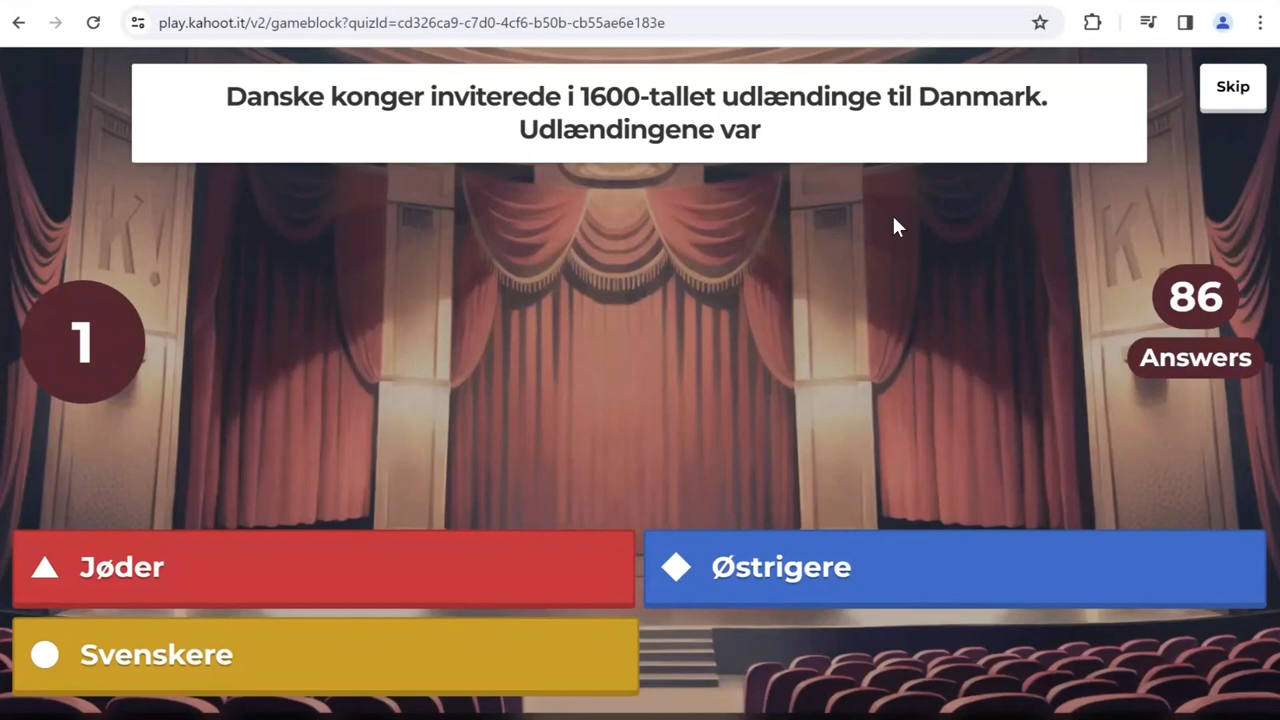 play.kahoot.it/v2/gameblock?quizId=cd326ca9-c7d0-4cf6-b50b-cb55ae6e183e
Danske konger inviterede i 1600-tallet udlændinge til Danmark.
Udlændingene var
Skip
K!
K!
1
86
Answers
Jøder
Østrigere
Svenskere